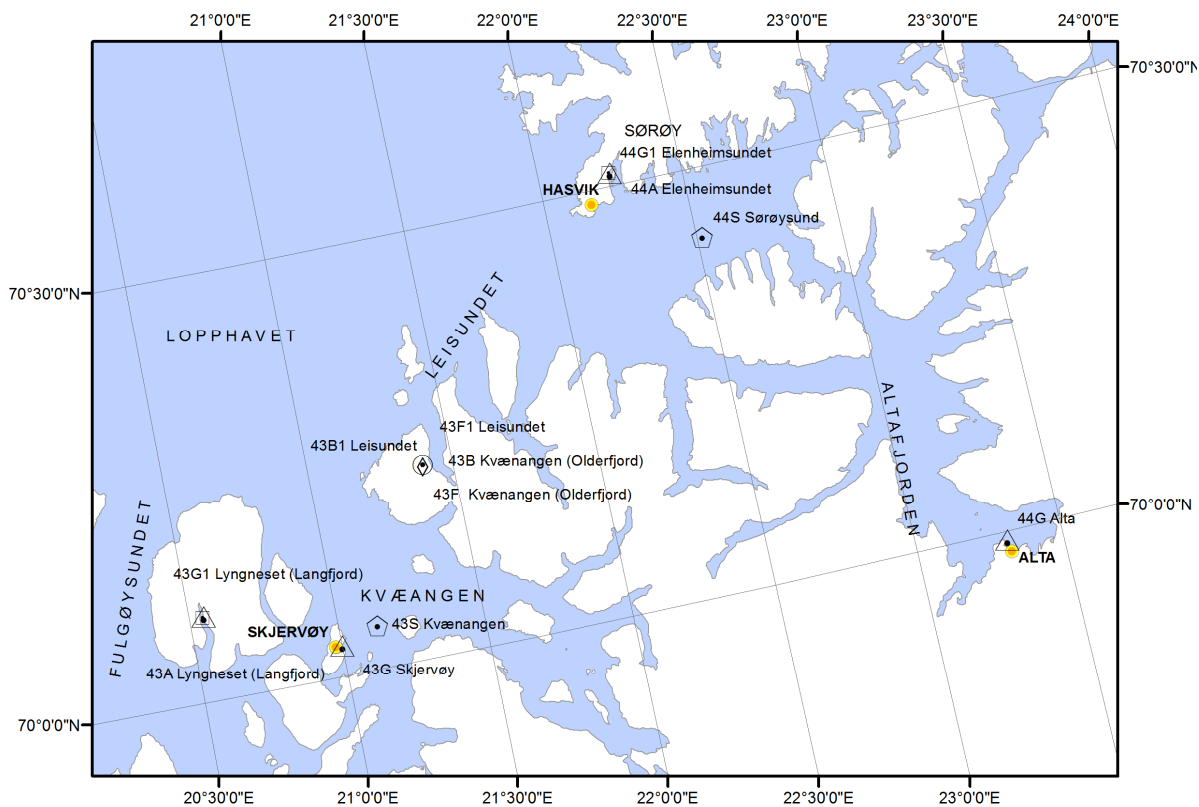 21°0'0"E
21°30'0"E
22°0'0"E
22°30'0"E
23°0'0"E
23°30'0"E
24°0'0"E
70°30'0"N
SØRØY
44G1 Elenheimsundet
HASVIK
44A Elenheimsundet
44S Sørøysund
70°30'0"N
LOPPHAVET
LEISUNDET
ALTAFJORDEN
43F1 Leisundet
43B1 Leisundet
43B Kvænangen (Olderfjord)
43F Kvænangen (Olderfjord)
70°0'0"N
44G Alta
ALTA
FULGØYSUNDET
43G1 Lyngneset (Langfjord)
KVÆANGEN
43S Kvænangen
SKJERVØY
43A Lyngneset (Langfjord)
43G Skjervøy
70°0'0"N
20°30'0"E
21°0'0"E
21°30'0"E
22°0'0"E
22°30'0"E
23°0'0"E